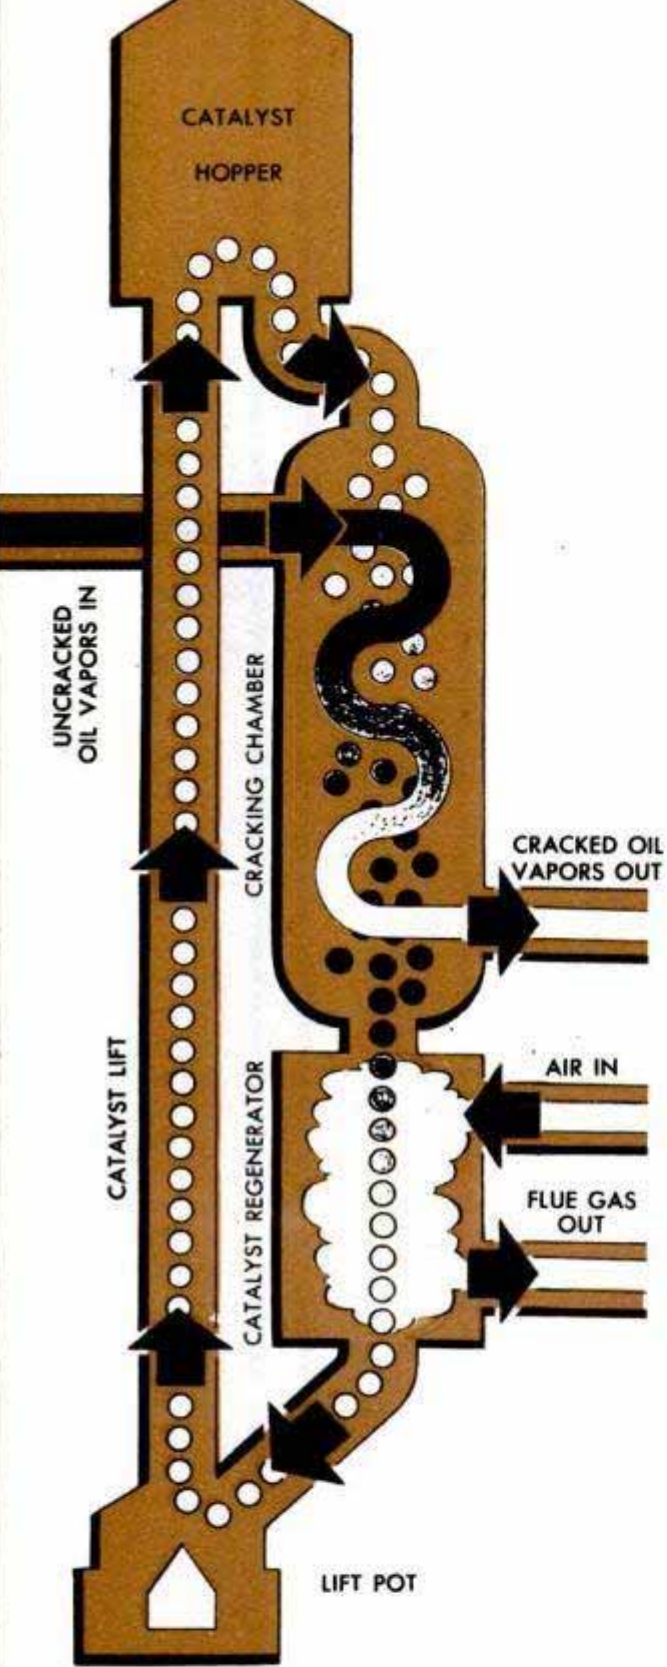 CATALYST
HOPPER
UNCRACKED
OIL VAPORS IN
CRACKING CHAMBER
CRACKED OIL
VAPORS OUT
CATALYST LIFT
CATALYST REGENERATOR
AIR IN
FLUE GAS
OUT
LIFT POT